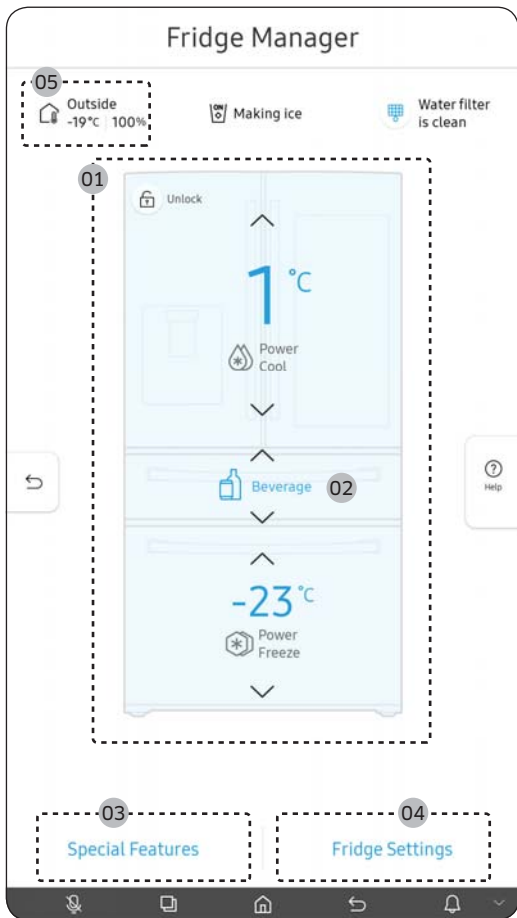 Fridge Manager
05
Outside
-19°C 100%
ON
Making ice
Water filter
is clean
01
Unlock
1 °C
Power
Cool
Beverage 02
-23 °C
Power
Freeze
?
Help
03
Special Features
04
Fridge Settings